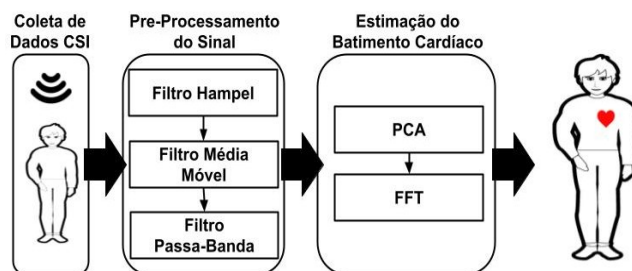 Coleta de
Dados CSI
Pre-Processamento
do Sinal
Estimação do
Batimento Cardíaco
Filtro Hampel
Filtro Média
Móvel
Filtro
Passa-Banda
PCA
FFT